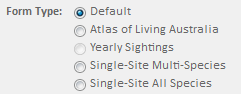 Form Type: Default
Atlas of Living Australia
Yearly Sightings
Single-Site Multi-Species
Single-Site All Species